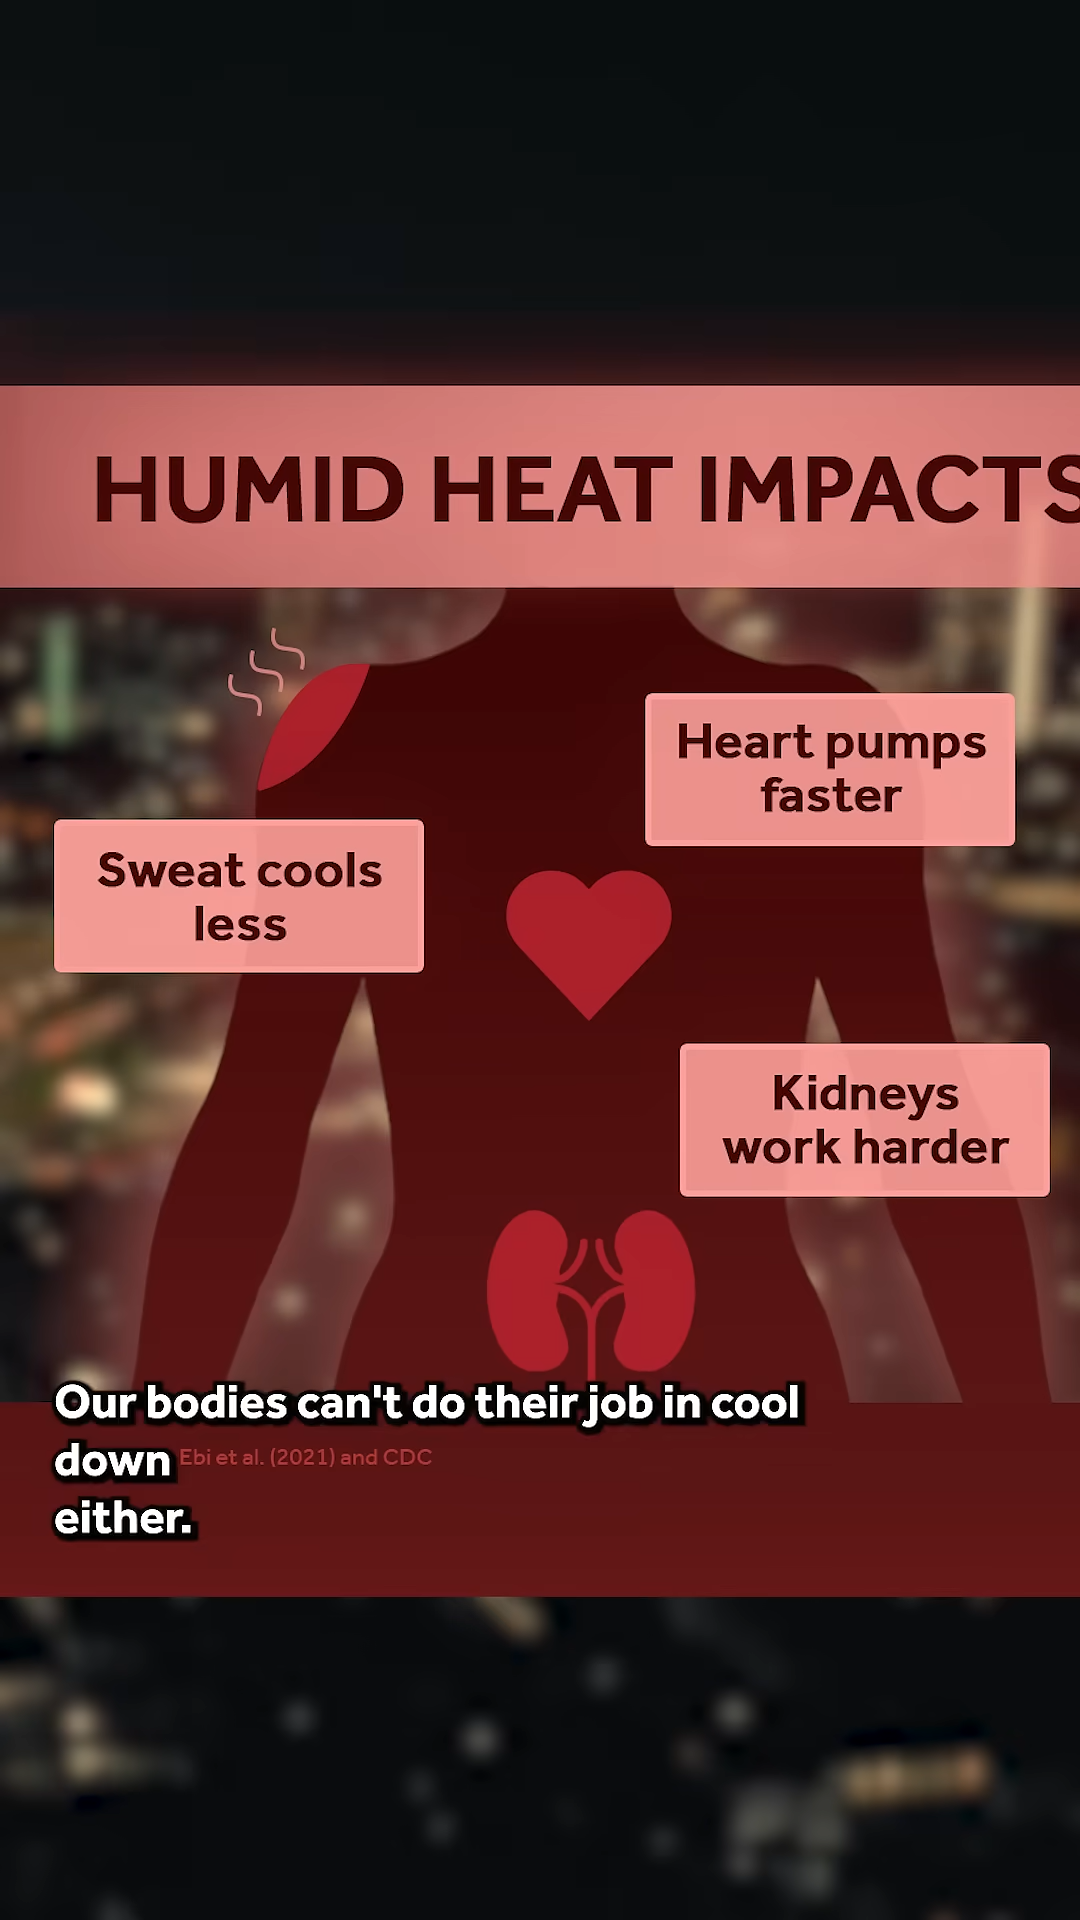 HUMID HEAT IMPACTS
Heart pumps
faster
Sweat cools
less
Kidneys
work harder
Our bodies can't do their job in cool
down
Ebi et al. (2021) and CDC
either.